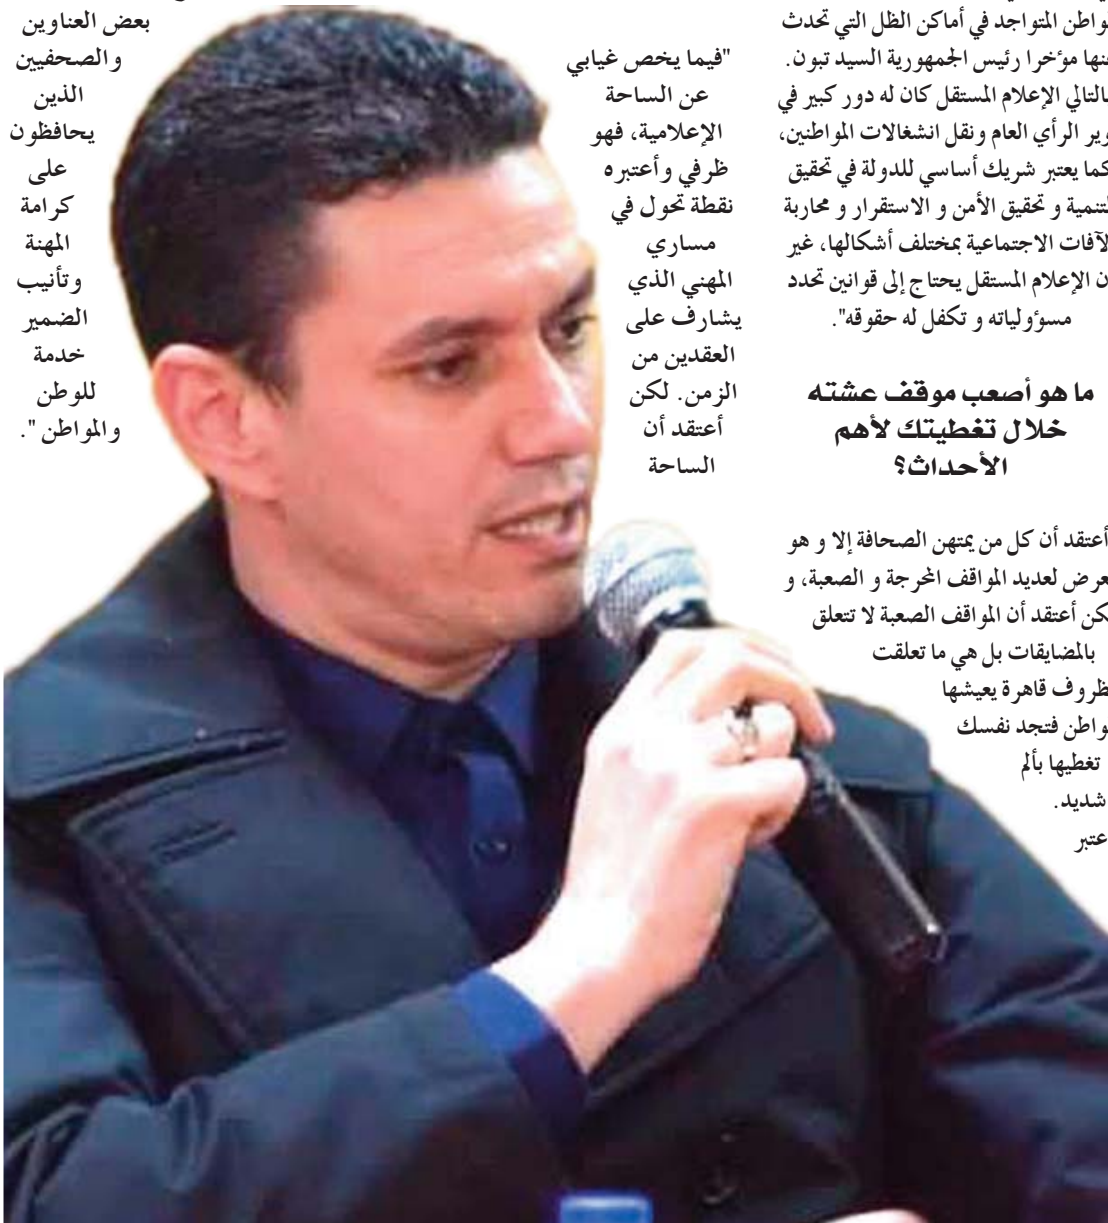 واطن المتواجد في أماكن الظل التي تحدث
نها مؤخرا رئيس الجمهورية السيد تبون.
بالتالي الإعلام المستقل كان له دور كبير في
وير الرأي العام ونقل انشغالات المواطنين،
كما يعتبر شريك أساسي للدولة في تحقيق
لتنمية و تحقيق الأمن و الاستقرار و محاربة
لآفات الاجتماعية بمختلف أشكالها، غير
ن الإعلام المستقل يحتاج إلى قوانين تحدد
مسؤولياته و تكفل له حقوقه".
ما هو أصعب موقف عشته
خلال تغطيتك لأهم
الأحداث؟
أعتقد أن كل من يمتهن الصحافة إلا و هو
عرض لعديد المواقف المحرجة و الصعبة، و
كن أعتقد أن المواقف الصعبة لا تتعلق
بالمضايقات بل هي ما تعلقت
ظروف قاهرة يعيشها
واطن فتجد نفسك
تغطيها بألم
شديد.
عتبر
"فيما يخص غيابي
عن الساحة
الإعلامية، فهو
ظرفي وأعتبره
نقطة تحول في
مساري
المهني الذي
يشارف على
العقدين من
الزمن. لكن
أعتقد أن
الساحة
بعض العناوين
والصحفيين
الذين
يحافظون
على
كرامة
المهنة
وتأنيب
الضمير
خدمة
للوطن
والمواطن".